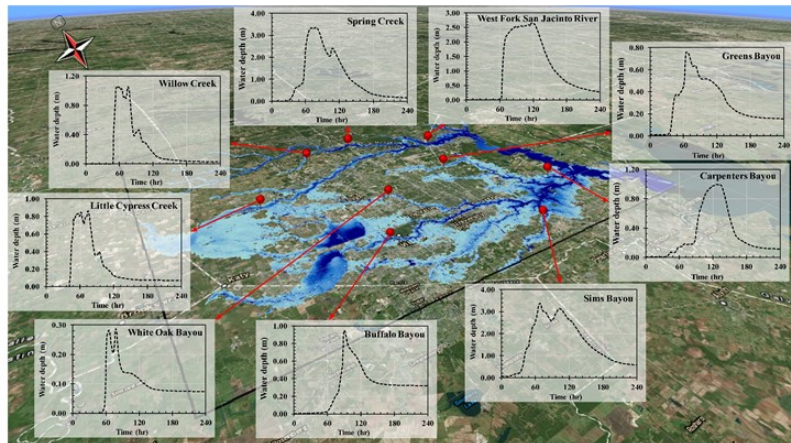 Spring Creek
Water depth (m)
4.00
3.00
2.00
1.00
0.00
0 60 120 180 240
Time (hr)
West Fork San Jacinto River
Water depth (m)
3.00
2.50
2.00
1.50
1.00
0.50
0.00
0 60 120 180 240
Time (hr)
Greens Bayou
Water depth (m)
0.80
0.60
0.40
0.20
0.00
0 60 120 180 240
Time (hr)
Willow Creek
Water depth (m)
1.20
0.80
0.40
0.00
0 60 120 180 240
Time (hr)
Carpenters Bayou
Water depth (m)
1.20
0.80
0.40
0.00
0 60 120 180 240
Time (hr)
Little Cypress Creek
Water depth (m)
1.00
0.80
0.60
0.40
0.20
0.00
0 60 120 180 240
Time (hr)
Katy
White Oak Bayou
Water depth (m)
0.30
0.20
0.10
0.00
0 60 120 180 240
Time (hr)
Buffalo Bayou
Water depth (m)
1.00
0.80
0.60
0.40
0.20
0.00
0 60 120 180 240
Time (hr)
Sims Bayou
Water depth (m)
4.00
3.00
2.00
1.00
0.00
0 60 120 180 240
Time (hr)